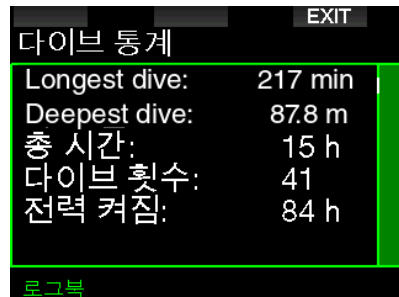 EXIT
다이브 통계
Longest dive: 217 min
Deepest dive: 87.8 m
총 시간: 15 h
다이브 횟수: 41
전력 켜짐: 84 h
로그북